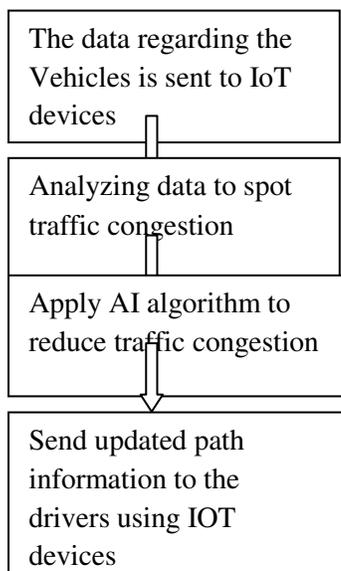 The data regarding the
Vehicles is sent to IoT
devices
Analyzing data to spot
traffic congestion
Apply AI algorithm to
reduce traffic congestion
Send updated path
information to the
drivers using IOT
devices